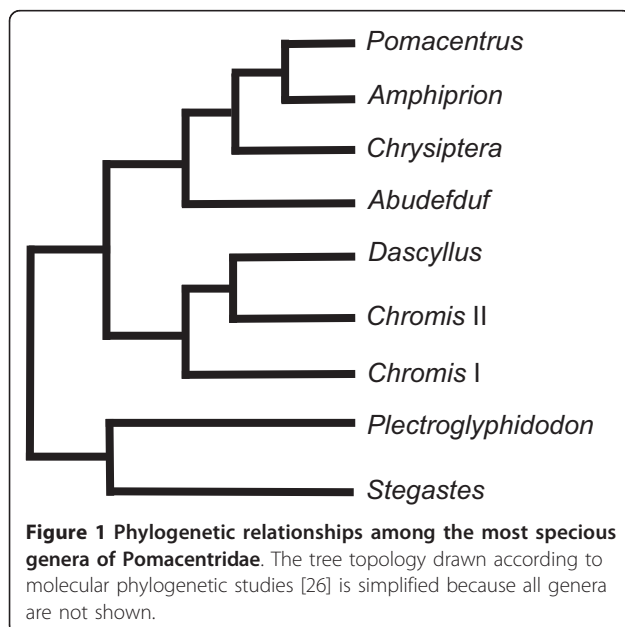 Pomacentrus
Amphiprion
Chrysiptera
Abudefduf
Dascyllus
Chromis II
Chromis I
Plectroglyphidodon
Stegastes
Figure 1 Phylogenetic relationships among the most specious
genera of Pomacentridae. The tree topology drawn according to
molecular phylogenetic studies [26] is simplified because all genera
are not shown.